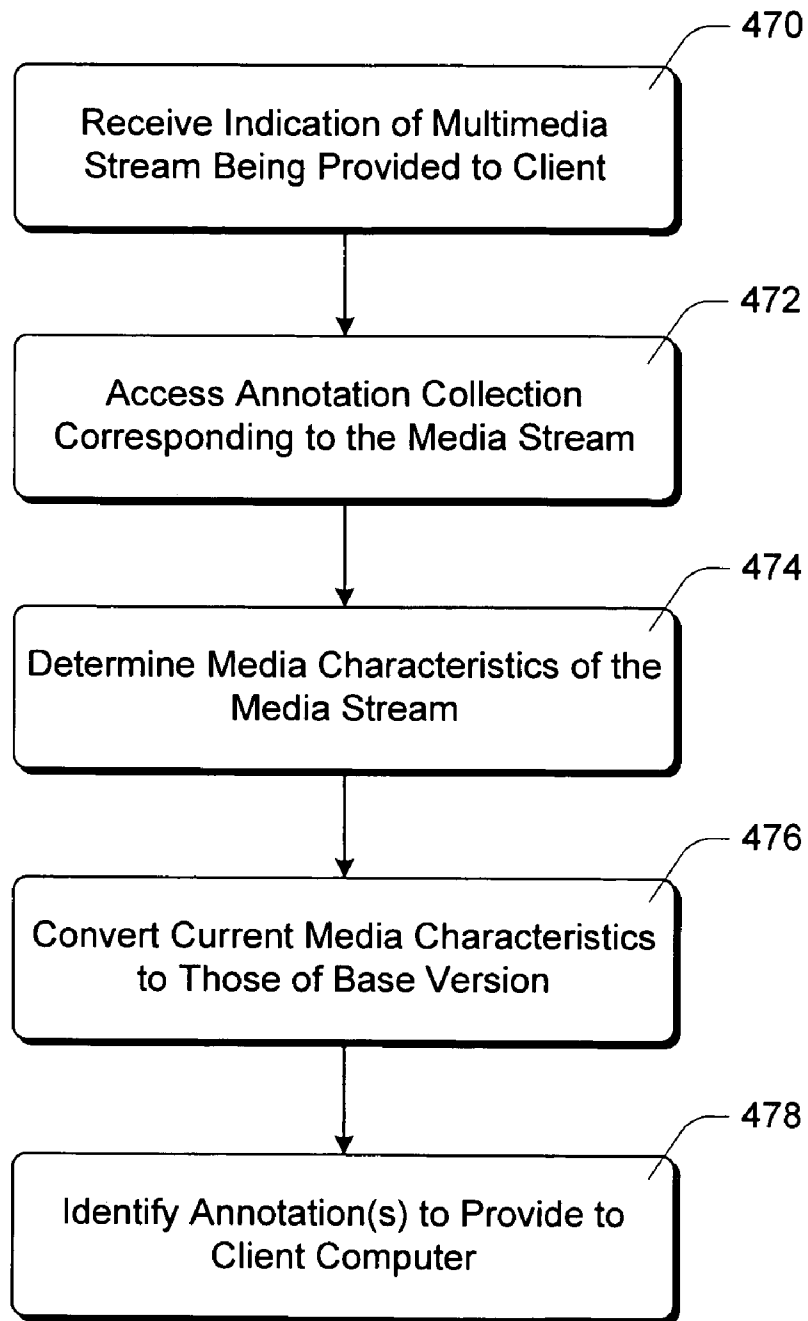 470
Receive Indication of Multimedia
Stream Being Provided to Client
472
Access Annotation Collection
Corresponding to the Media Stream
474
Determine Media Characteristics of the
Media Stream
476
Convert Current Media Characteristics
to Those of Base Version
478
Identify Annotation(s) to Provide to
Client Computer